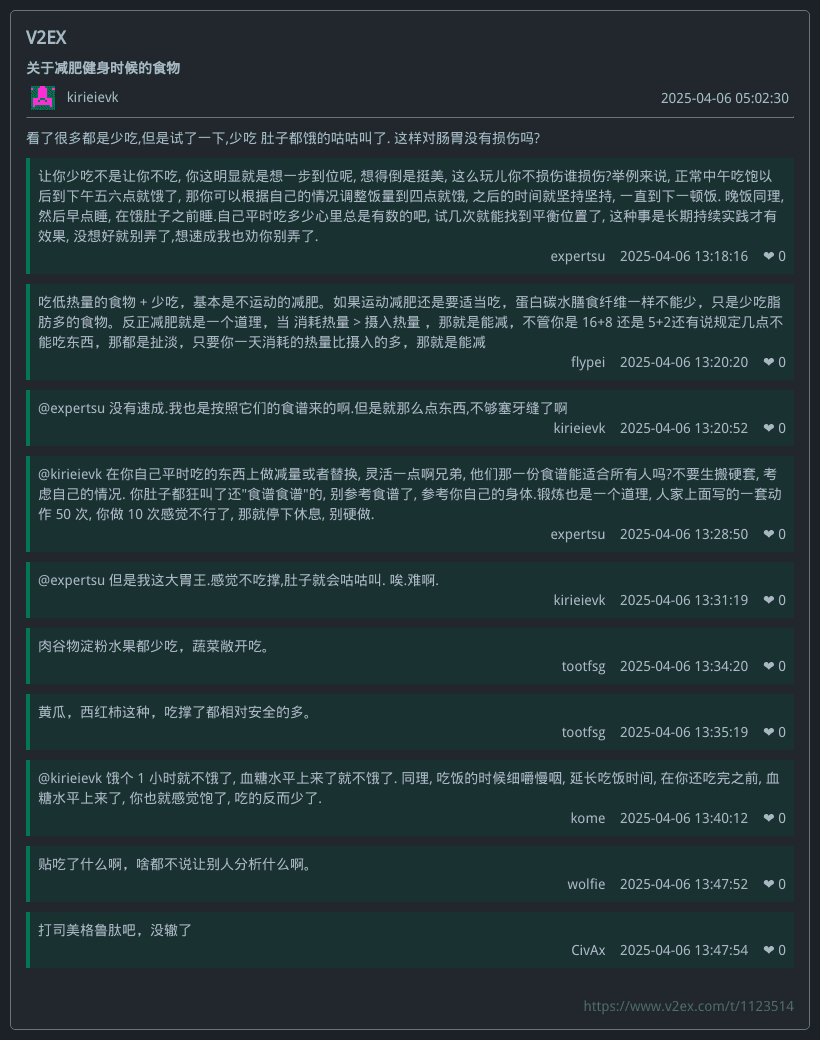 V2EX
关于减肥健身时候的食物
kirieievk 2025-04-06 05:02:30
看了很多都是少吃,但是试了一下,少吃 肚子都饿的咕咕叫了. 这样对肠胃没有损伤吗?
让你少吃不是让你不吃, 你这明显就是想一步到位呢, 想得倒是挺美, 这么玩儿你不损伤谁损伤?举例来说, 正常中午吃饱以
后到下午五六点就饿了, 那你可以根据自己的情况调整饭量到四点就饿, 之后的时间就坚持坚持, 一直到下一顿饭. 晚饭同理,
然后早点睡, 在饿肚子之前睡.自己平时吃多少心里总是有数的吧, 试几次就能找到平衡位置了, 这种事是长期持续实践才有
效果, 没想好就别弄了,想速成我也劝你别弄了.
expertsu 2025-04-06 13:18:16 ❤ 0
吃低热量的食物 + 少吃，基本是不运动的减肥。如果运动减肥还是要适当吃，蛋白碳水膳食纤维一样不能少，只是少吃脂
肪多的食物。反正减肥就是一个道理，当 消耗热量 > 摄入热量 ，那就是能减，不管你是 16+8 还是 5+2还有说规定几点不
能吃东西，那都是扯淡，只要你一天消耗的热量比摄入的多，那就是能减
flypei 2025-04-06 13:20:20 ❤ 0
@expertsu 没有速成.我也是按照它们的食谱来的啊.但是就那么点东西,不够塞牙缝了啊
kirieievk 2025-04-06 13:20:52 ❤ 0
@kirieievk 在你自己平时吃的东西上做减量或者替换, 灵活一点啊兄弟, 他们那一份食谱能适合所有人吗?不要生搬硬套, 考
虑自己的情况. 你肚子都狂叫了还"食谱食谱"的, 别参考食谱了, 参考你自己的身体.锻炼也是一个道理, 人家上面写的一套动
作 50 次, 你做 10 次感觉不行了, 那就停下休息, 别硬做.
expertsu 2025-04-06 13:28:50 ❤ 0
@expertsu 但是我这大胃王.感觉不吃撑,肚子就会咕咕叫. 唉.难啊.
kirieievk 2025-04-06 13:31:19 ❤ 0
肉谷物淀粉水果都少吃，蔬菜敞开吃。
tootfsg 2025-04-06 13:34:20 ❤ 0
黄瓜，西红柿这种，吃撑了都相对安全的多。
tootfsg 2025-04-06 13:35:19 ❤ 0
@kirieievk 饿个 1 小时就不饿了, 血糖水平上来了就不饿了. 同理, 吃饭的时候细嚼慢咽, 延长吃饭时间, 在你还吃完之前, 血
糖水平上来了, 你也就感觉饱了, 吃的反而少了.
kome 2025-04-06 13:40:12 ❤ 0
贴吃了什么啊，啥都不说让别人分析什么啊。
wolfie 2025-04-06 13:47:52 ❤ 0
打司美格鲁肽吧，没辙了
CivAx 2025-04-06 13:47:54 ❤ 0
https://www.v2ex.com/t/1123514